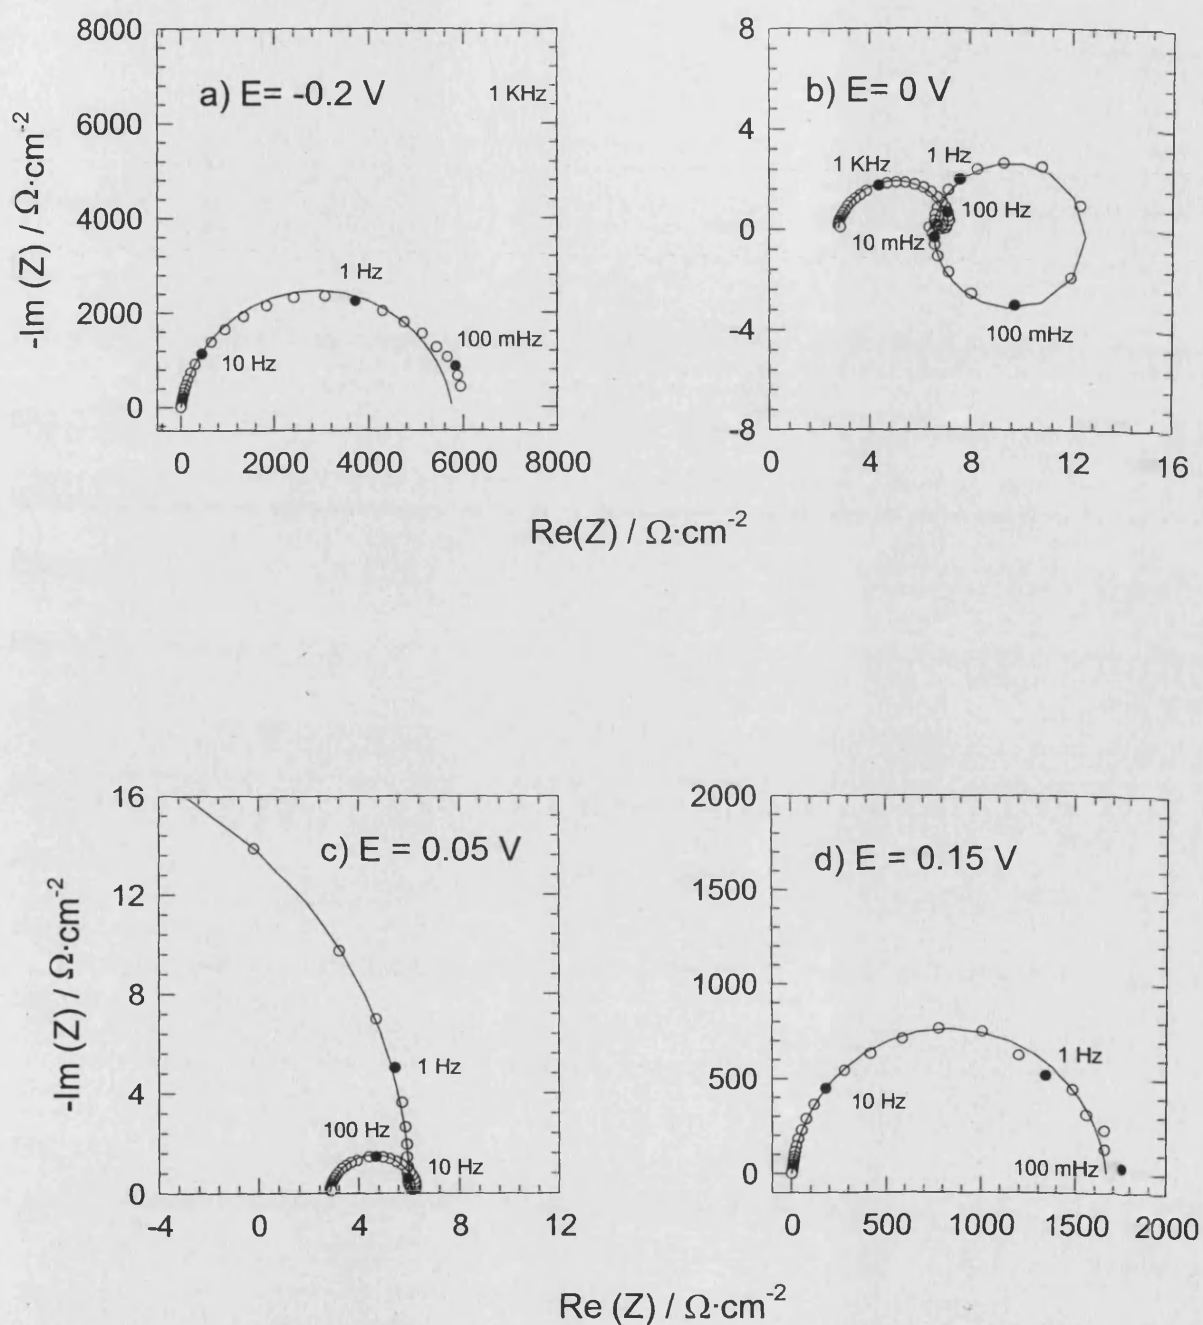 a) E= -0.2 V
1 KHz
8000
6000
4000
2000
0
1 Hz
10 Hz
100 mHz
0 2000 4000 6000 8000
-Im (Z) / Ω·cm-2
b) E= 0 V
8
4
0
-4
-8
1 KHz
1 Hz
100 Hz
10 mHz
100 mHz
0 4 8 12 16
Re(Z) / Ω·cm-2
c) E = 0.05 V
16
12
8
4
0
1 Hz
100 Hz
10 Hz
-4 0 4 8 12
-Im (Z) / Ω·cm-2
d) E = 0.15 V
2000
1500
1000
500
0
1 Hz
10 Hz
100 mHz
0 500 1000 1500 2000
Re (Z) / Ω·cm-2